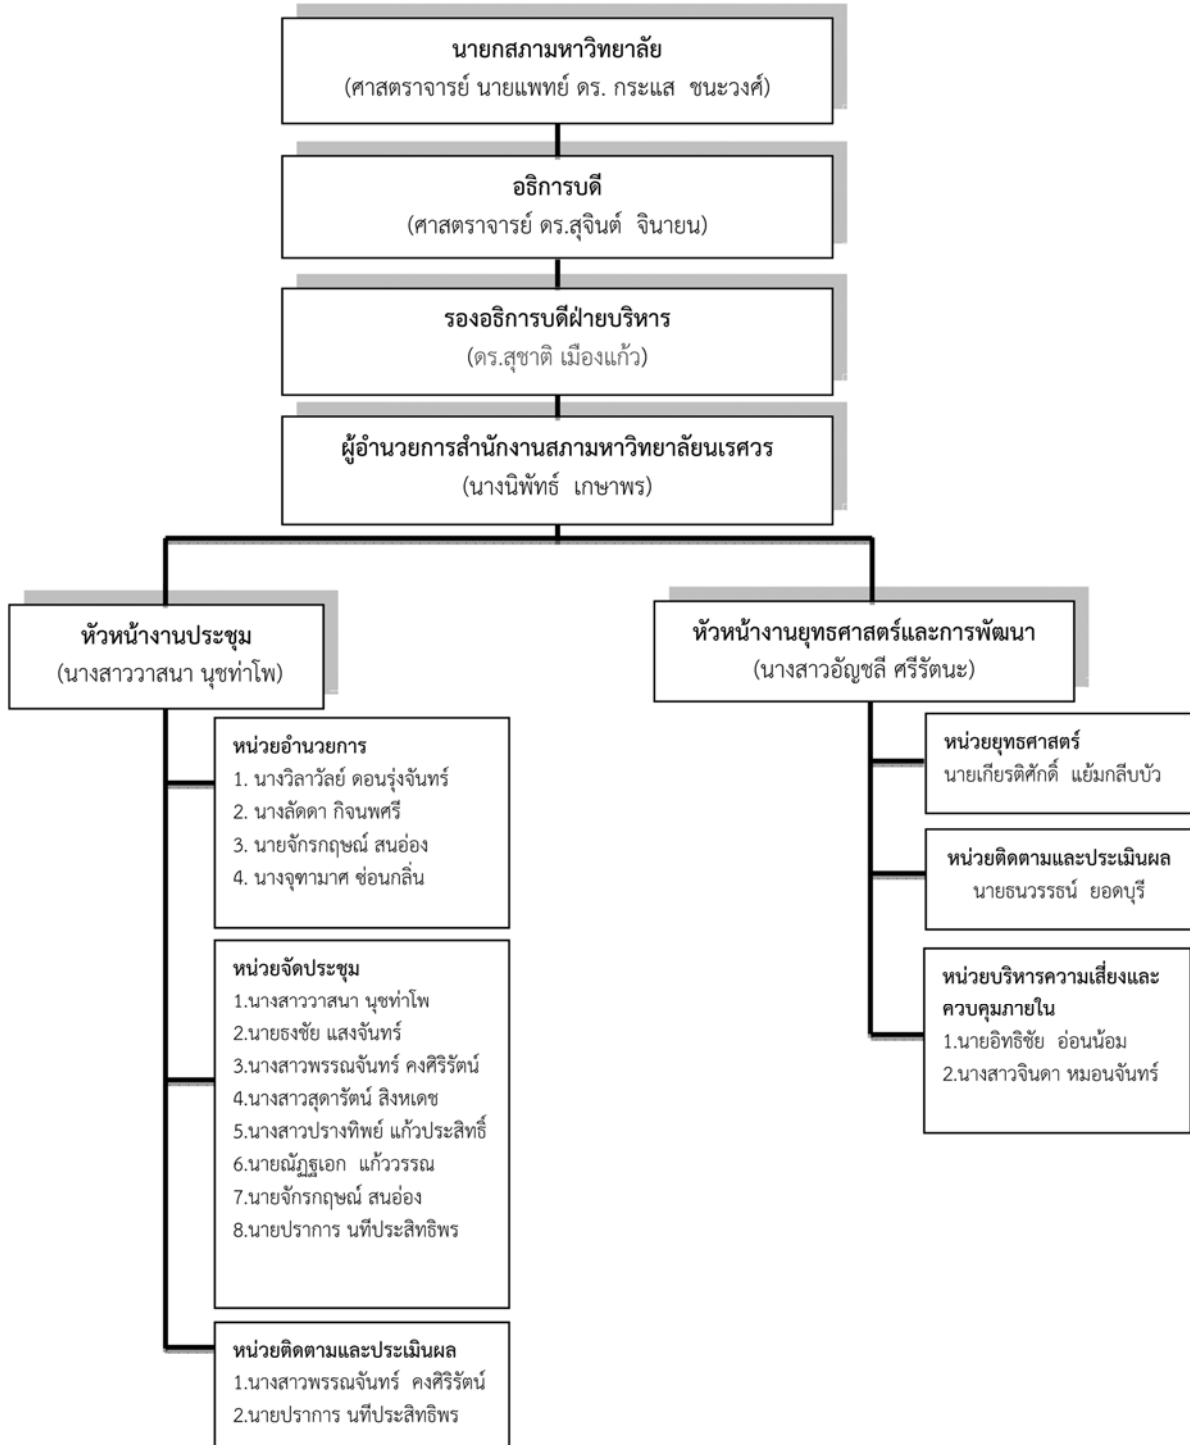 นายกสภามหาวิทยาลัย
(ศาสตราจารย์ นายแพทย์ ดร. กระแส  ชนะวงศ์)
อธิการบดี
(ศาสตราจารย์ ดร.สุจินต์  จินายน)
รองอธิการบดีฝ่ายบริหาร
(ดร.สุชาติ เมืองแก้ว)
ผู้อำนวยการสำนักงานสภามหาวิทยาลัยนเรศวร
(นางนิพัทธ์  เกษาพร)
หัวหน้างานประชุม
(นางสาววาสนา นุชท่าโพ)
หน่วยอำนวยการ
1. นางวิลาวัลย์ ดอนรุ่งจันทร์
2. นางลัดดา กิจนพศรี
3. นายจักรกฤษณ์ สนอ่อง
4. นางจุฑามาศ ซ่อนกลิ่น
หน่วยจัดประชุม
1.นางสาววาสนา นุชท่าโพ
2.นายธงชัย แสงจันทร์
3.นางสาวพรรณจันทร์ คงศิริรัตน์
4.นางสาวสุดารัตน์ สิงหเดช
5.นางสาวปรางทิพย์ แก้วประสิทธิ์
6.นายณัฏฐเอก  แก้ววรรณ
7.นายจักรกฤษณ์ สนอ่อง
8.นายปราการ นทีประสิทธิพร
หน่วยติดตามและประเมินผล
1.นางสาวพรรณจันทร์  คงศิริรัตน์
2.นายปราการ นทีประสิทธิพร
หัวหน้างานยุทธศาสตร์และการพัฒนา
(นางสาวอัญชลี ศรีรัตนะ)
หน่วยยุทธศาสตร์
นายเกียรติศักดิ์  แย้มกลีบบัว
หน่วยติดตามและประเมินผล
นายธนวรรธน์  ยอดบุรี
หน่วยบริหารความเสี่ยงและ
ควบคุมภายใน
1.นายอิทธิชัย  อ่อนน้อม
2.นางสาวจินดา หมอนจันทร์